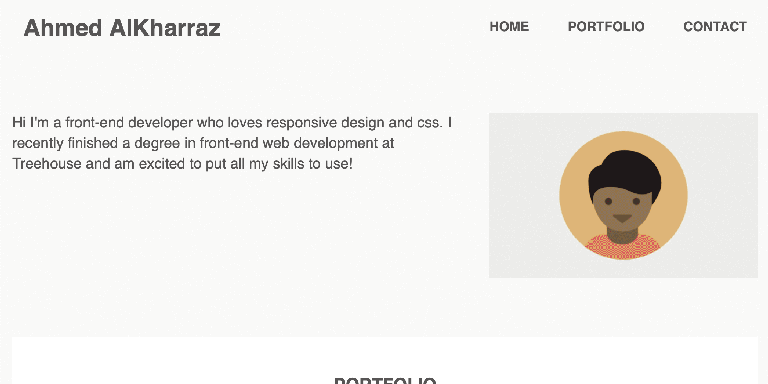 Ahmed AlKharraz
HOME PORTFOLIO CONTACT
Hi I'm a front-end developer who loves responsive design and css. I
recently finished a degree in front-end web development at
Treehouse and am excited to put all my skills to use!
PORTFOLIO